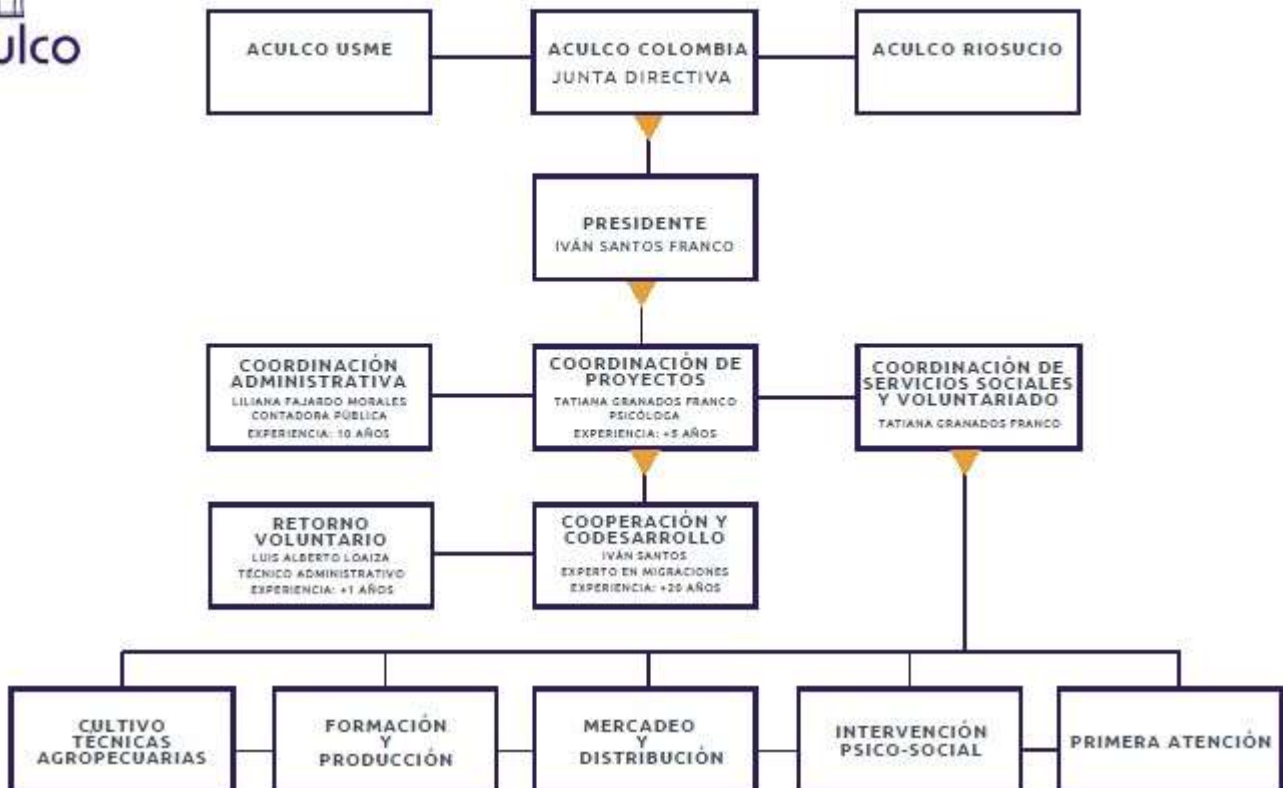 ulco
ACULCO USME
ACULCO COLOMBIA
JUNTA DIRECTIVA
ACULCO RIOSUCIO
PRESIDENTE
IVÁN SANTOS FRANCO
COORDINACIÓN
ADMINISTRATIVA
LILIANA FAJARDO MORALES
CONTADORA PÚBLICA
EXPERIENCIA: 10 AÑOS
COORDINACIÓN DE
PROYECTOS
TATIANA GRANADOS FRANCO
PSICÓLOGA
EXPERIENCIA: +5 AÑOS
COORDINACIÓN DE
SERVICIOS SOCIALES
Y VOLUNTARIADO
TATIANA GRANADOS FRANCO
RETORNO
VOLUNTARIO
LUIS ALBERTO LOAIZA
TÉCNICO ADMINISTRATIVO
EXPERIENCIA: +1 AÑOS
COOPERACIÓN Y
CODESARROLLO
IVÁN SANTOS
EXPERTO EN MIGRACIONES
EXPERIENCIA: +20 AÑOS
CULTIVO
TÉCNICAS
AGROPECUARIAS
FORMACIÓN
Y
PRODUCCIÓN
MERCADEO
Y
DISTRIBUCIÓN
INTERVENCIÓN
PSICO-SOCIAL
PRIMERA ATENCIÓN